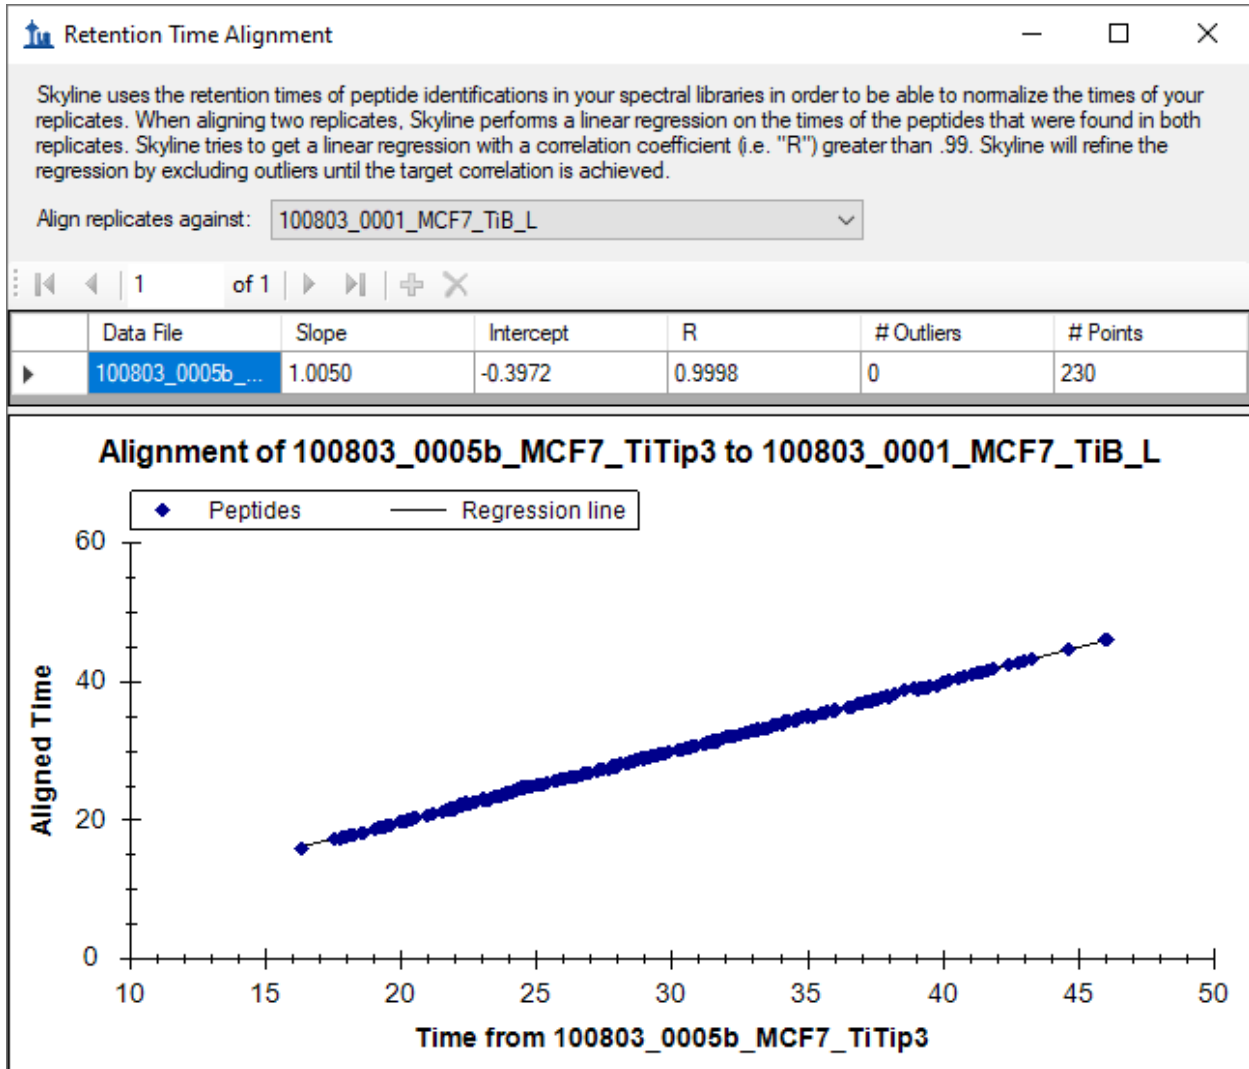 Retention Time Alignment
Skyline uses the retention times of peptide identifications in your spectral libraries in order to be able to normalize the times of your
replicates. When aligning two replicates, Skyline performs a linear regression on the times of the peptides that were found in both
replicates. Skyline tries to get a linear regression with a correlation coefficient (i.e. "R") greater than .99. Skyline will refine the
regression by excluding outliers until the target correlation is achieved.
Align replicates against: 100803_0001_MCF7_TiB_L
1 of 1
Data File Slope Intercept R # Outliers # Points
100803_0005b_... 1.0050 -0.3972 0.9998 0 230
Alignment of 100803_0005b_MCF7_TiTip3 to 100803_0001_MCF7_TiB_L
Peptides Regression line
60
40
20
0
Aligned Time
10 15 20 25 30 35 40 45 50
Time from 100803_0005b_MCF7_TiTip3